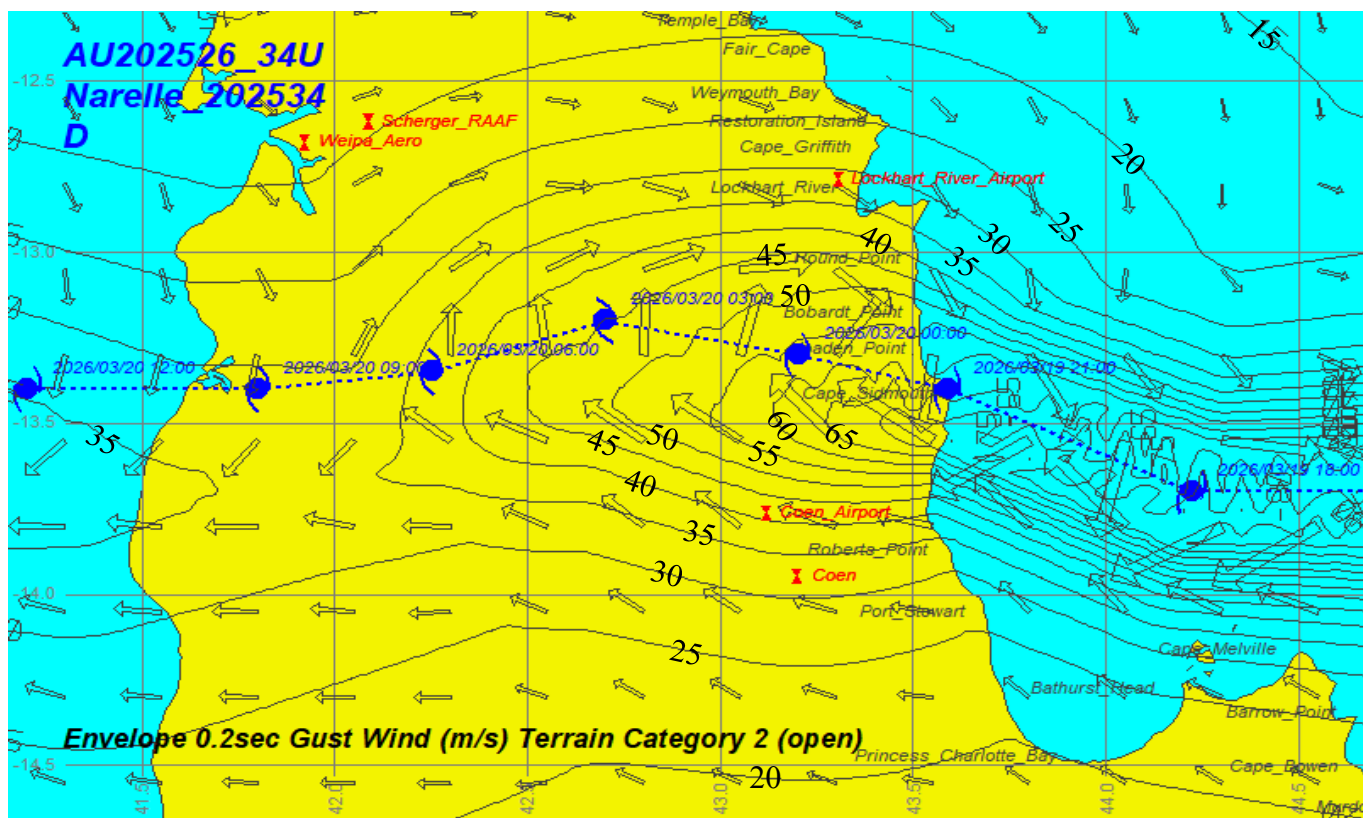 Temple_Bay
15
AU202526_34U
Fair_Cape
-12.5
Narelle_202534
Weymouth_Bay
D
Scherger_RAAF
Restoration_Island
Weipa_Aero
Cape_Griffith
20
Lockhart_River_Airport
Lockhart_River
25
30
40
-13.0
45
Round_Point
35
50
2026/03/20 03:00
Bobardt_Point
2026/03/20 00:00
2026/03/20 06:00
2026/03/20 12:00
2026/03/20 09:00
2026/03/19 21:00
Cape_Sidmouth
-13.5
60
65
35
50
45
55
2026/03/19 18:00
40
Coen_Airport
35
Roberts_Point
30
Coen
-14.0
Port_Stewart
25
Cape_Melville
Bathurst_Head
Barrow_Point
Envelope 0.2sec Gust Wind (m/s) Terrain Category 2 (open)
Princess_Charlotte_Bay
-14.5
Cape_Bowen
20
41.5
42.0
42.5
43.0
43.5
44.0
44.5